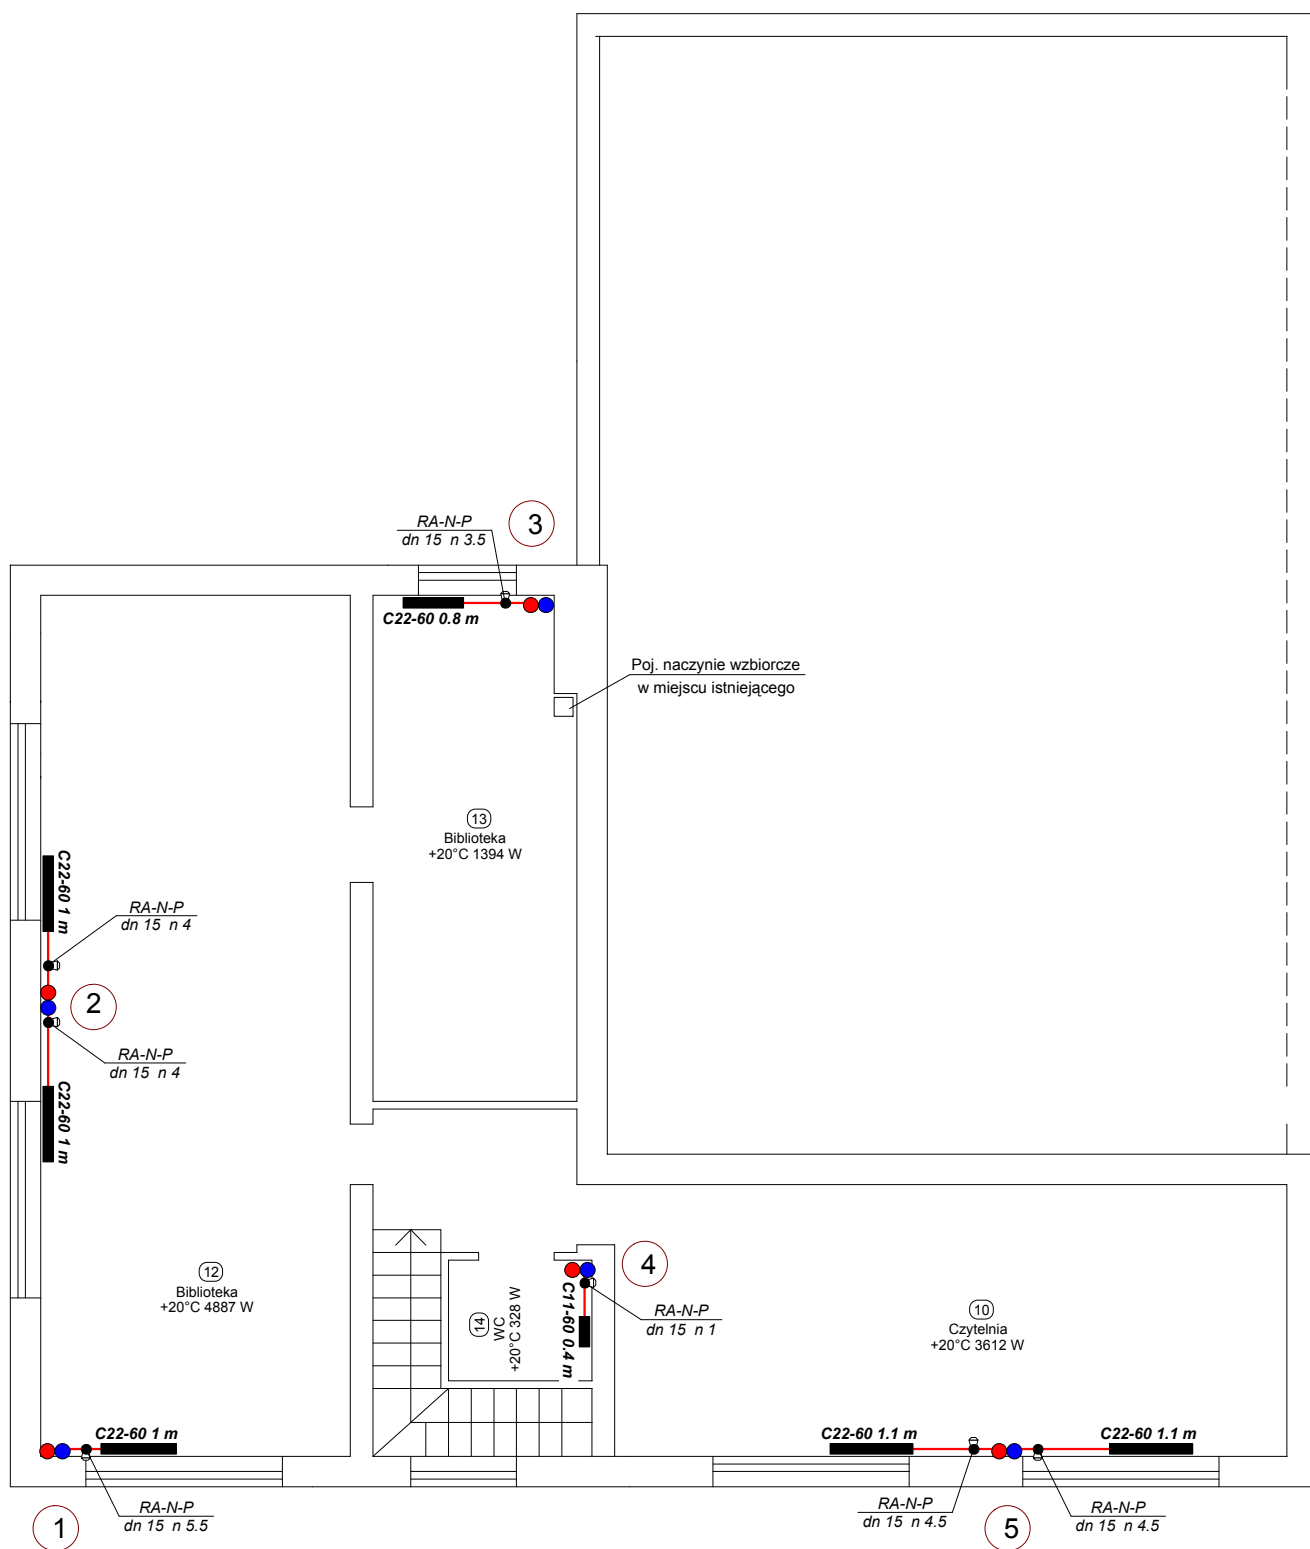 RA-N-P
dn 15 n 3.5
3
C22-60 0.8 m
Poj. naczynie wzbiorcze
w miejscu istniejącego
13
Biblioteka
+20°C 1394 W
C22-60 1 m
RA-N-P
dn 15 n 4
2
RA-N-P
dn 15 n 4
C22-60 1 m
12
Biblioteka
+20°C 4887 W
14
WC
+20°C 328 W
C11-60 0.4 m
4
RA-N-P
dn 15 n 1
10
Czytelnia
+20°C 3612 W
C22-60 1 m
C22-60 1.1 m
C22-60 1.1 m
1
RA-N-P
dn 15 n 5.5
RA-N-P
dn 15 n 4.5
5
RA-N-P
dn 15 n 4.5